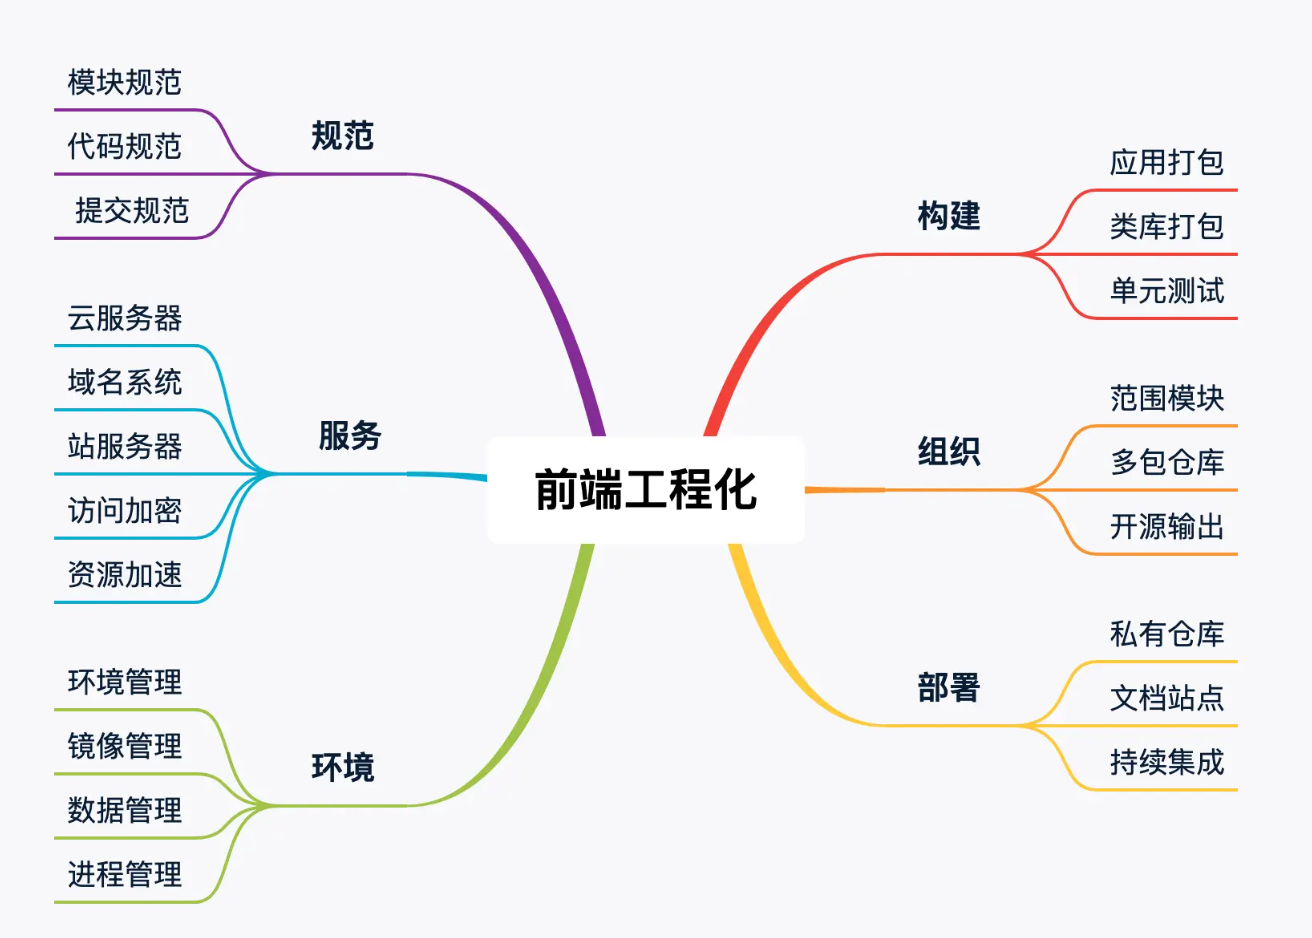 前端工程化
规范
模块规范
代码规范
提交规范
服务
云服务器
域名系统
站服务器
访问加密
资源加速
环境
环境管理
镜像管理
数据管理
进程管理
构建
应用打包
类库打包
单元测试
组织
范围模块
多包仓库
开源输出
部署
私有仓库
文档站点
持续集成